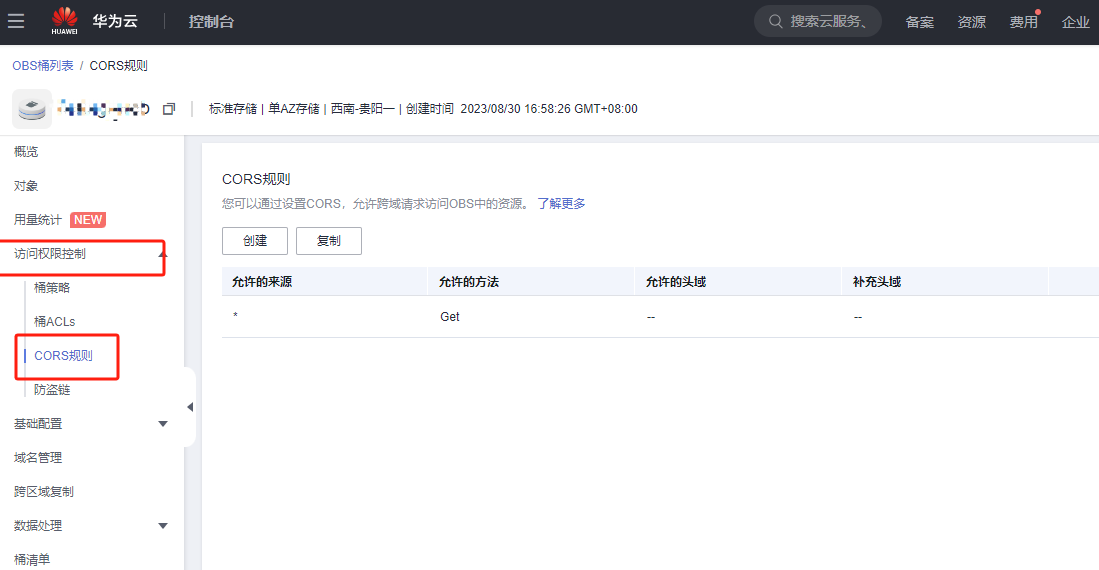 HUAWEI 华为云 控制台 搜索云服务、 备案 资源 费用 企业
OBS桶列表 / CORS规则
标准存储 | 单AZ存储 | 西南-贵阳一 | 创建时间 2023/08/30 16:58:26 GMT+08:00
概览
对象
用量统计 NEW
访问权限控制
桶策略
桶ACLs
CORS规则
防盗链
基础配置
域名管理
跨区域复制
数据处理
桶清单
CORS规则
您可以通过设置CORS，允许跨域请求访问OBS中的资源。 了解更多
创建 复制
允许的来源 允许的方法 允许的头域 补充头域
* Get -- --